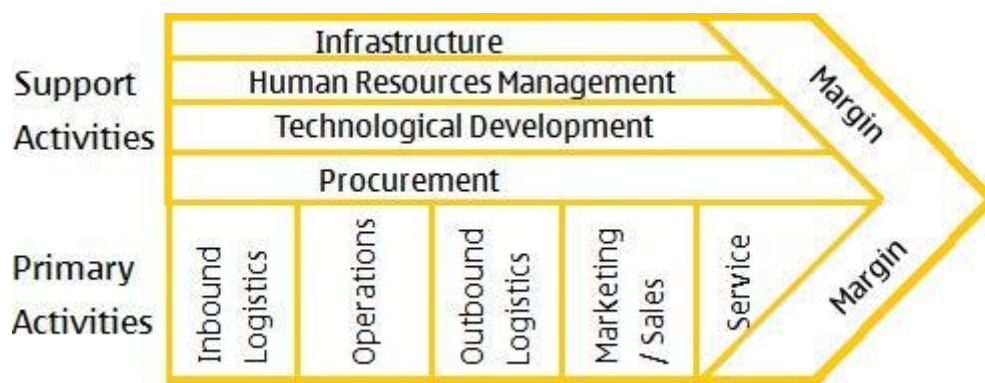 Support
Activities
Infrastructure
Human Resources Management
Technological Development
Procurement
Margin
Primary
Activities
Inbound
Logistics
Operations
Outbound
Logistics
Marketing
/ Sales
Service
Margin